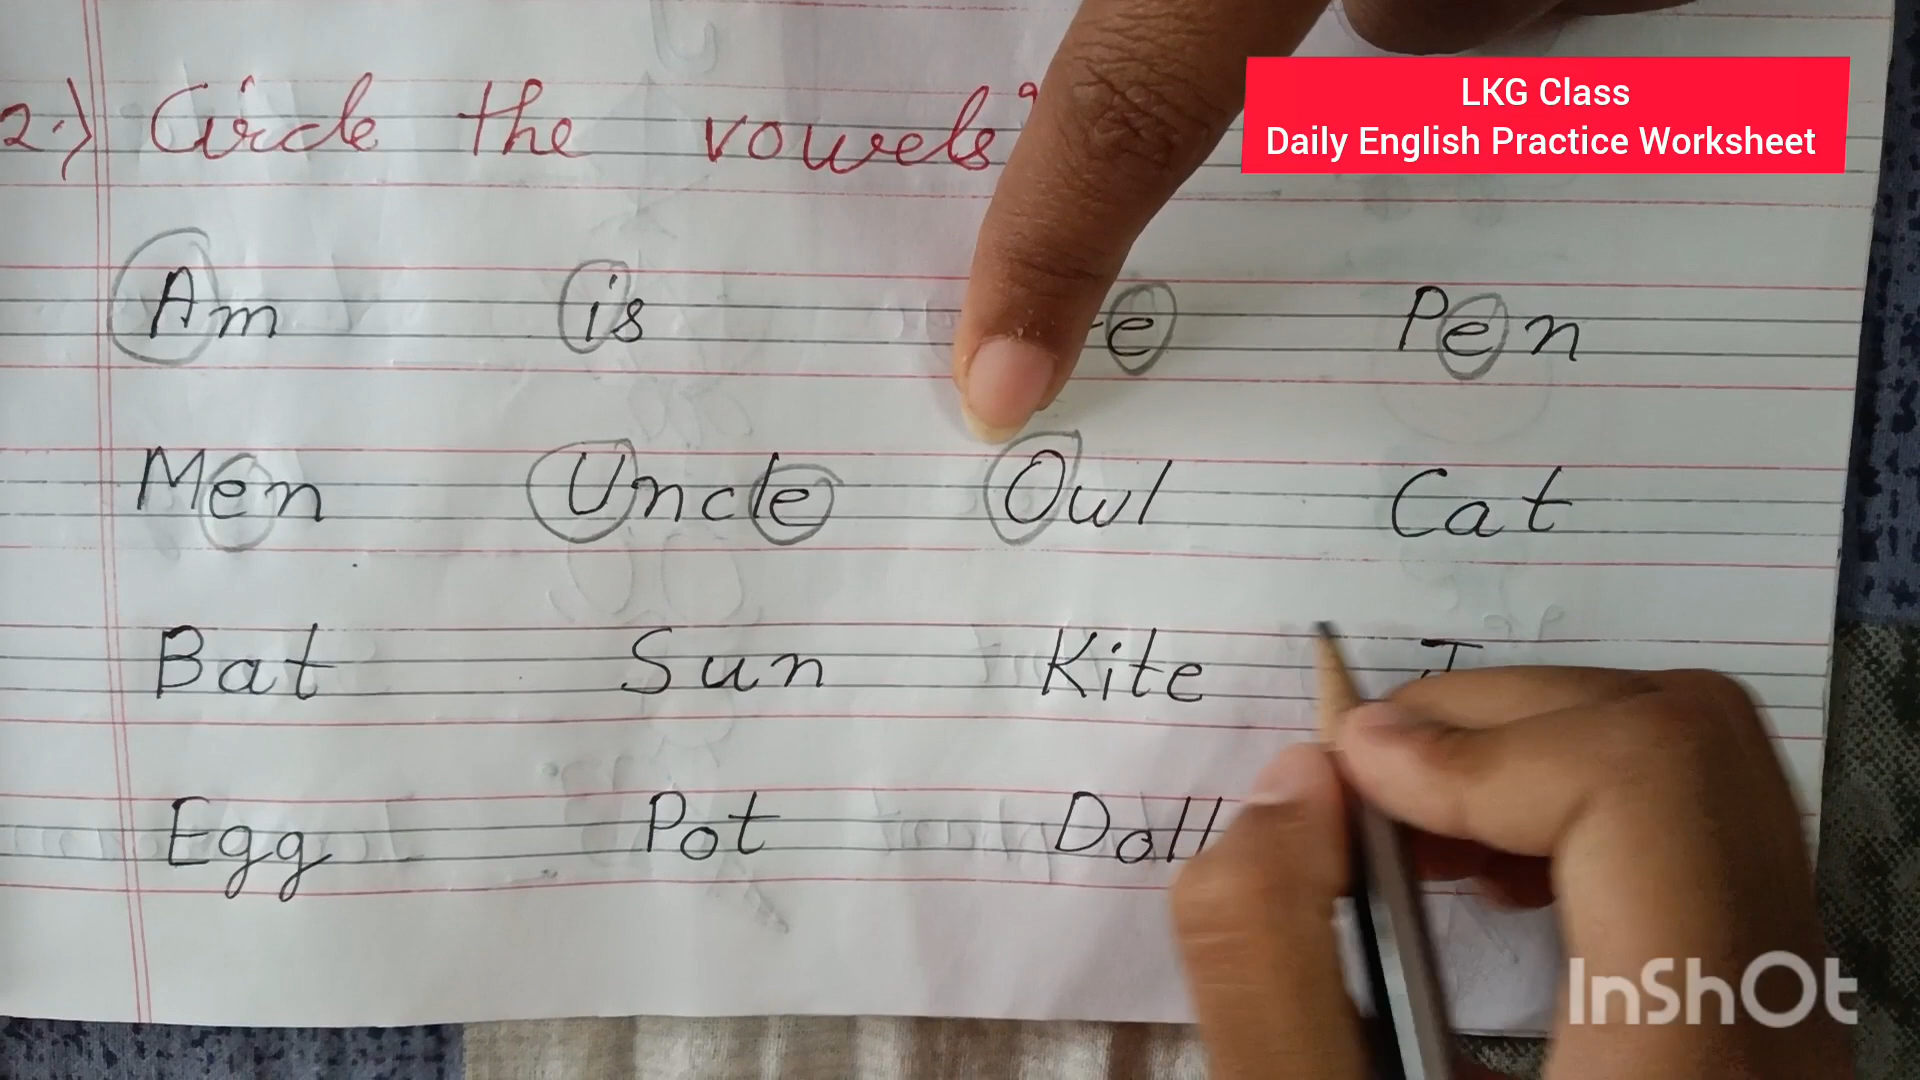 LKG Class
Daily English Practice Worksheet
2.) Circle the vowels
Am is Pen
Men Uncle Owl Cat
Bat Sun Kite
Egg Pot Doll
InShOt